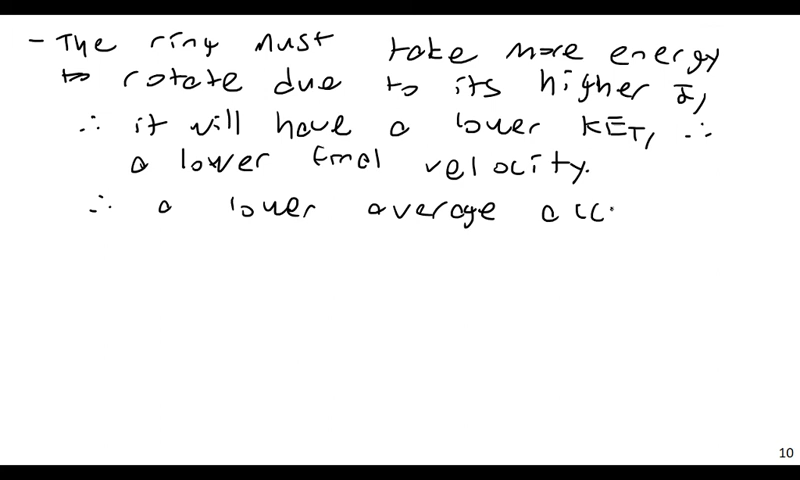 - The ring must take more energy
to rotate due to its higher I,
∴ it will have a lower KE_T, ∴
a lower final velocity.
∴ a lower average acc.
10